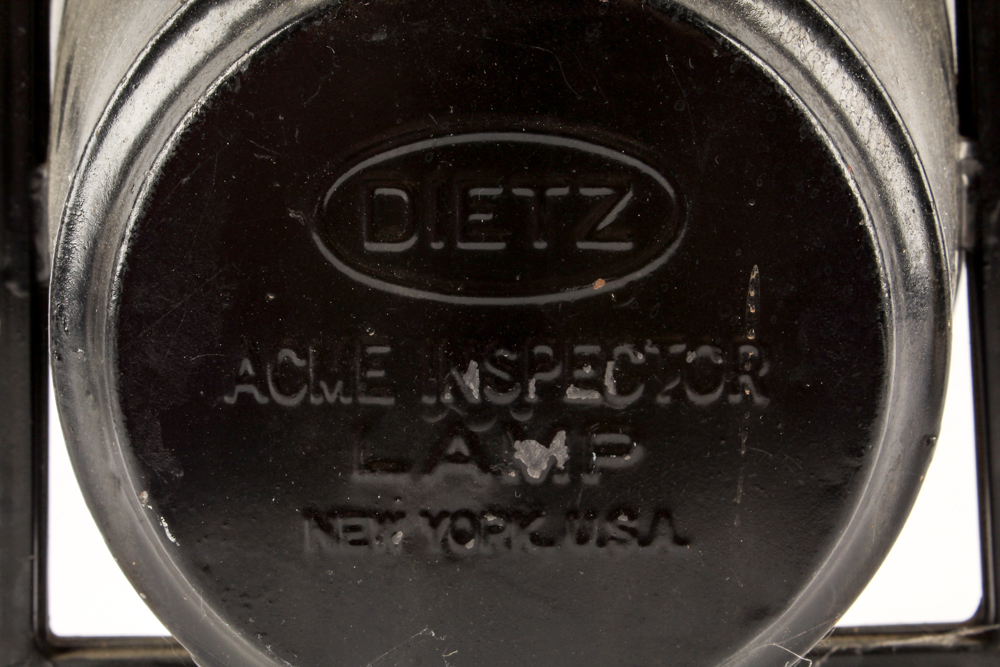 DIETZ
ACME INSPECTOR
LAMP
NEW YORK.U.S.A.